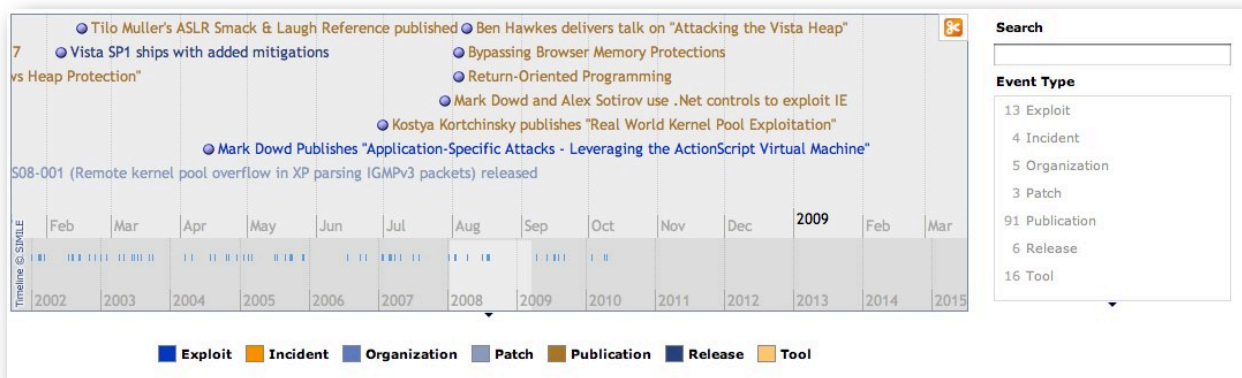 Tilo Muller's ASLR Smack & Laugh Reference published Ben Hawkes delivers talk on "Attacking the Vista Heap"
7 Vista SP1 ships with added mitigations Bypassing Browser Memory Protections
vs Heap Protection" Return-Oriented Programming
Mark Dowd and Alex Sotirov use .Net controls to exploit IE
Kostya Kortchinsky publishes "Real World Kernel Pool Exploitation"
Mark Dowd Publishes "Application-Specific Attacks - Leveraging the ActionScript Virtual Machine"
S08-001 (Remote kernel pool overflow in XP parsing IGMPv3 packets) released
Feb Mar Apr May Jun Jul Aug Sep Oct Nov Dec 2009 Feb Mar
2002 2003 2004 2005 2006 2007 2008 2009 2010 2011 2012 2013 2014 2015
Timeline © SIMILE
Search
Event Type
13 Exploit
4 Incident
5 Organization
3 Patch
91 Publication
6 Release
16 Tool
Exploit Incident Organization Patch Publication Release Tool